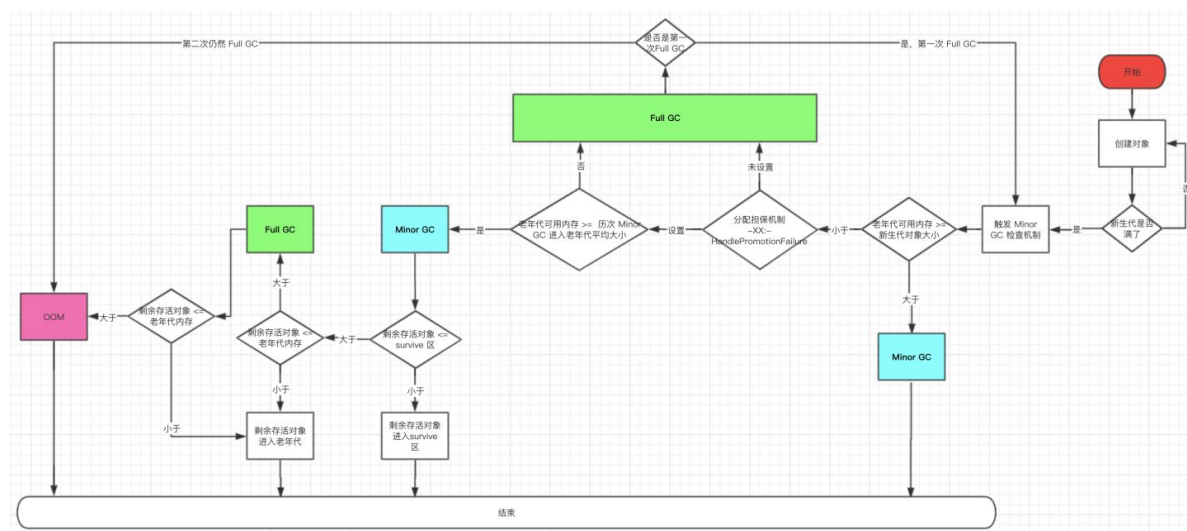 是否是第一
次Full GC
第二次仍然 Full GC
是，第一次 Full GC
开始
Full GC
创建对象
否
未设置
否
老年代可用内存 >= 历次 Minor
GC 进入老年代平均大小
分配担保机制
-XX:-
HandlePromotionFailure
老年代可用内存 >=
新生代对象大小
触发 Minor
GC 检查机制
新生代是否
满了
Full GC
Minor GC
是
设置
小于
是
大于
大于
OOM
大于
剩余存活对象 <=
老年代内存
剩余存活对象 <=
老年代内存
大于
剩余存活对象 <=
survive 区
Minor GC
小于
小于
小于
剩余存活对象
进入老年代
剩余存活对象
进入survive
区
结束